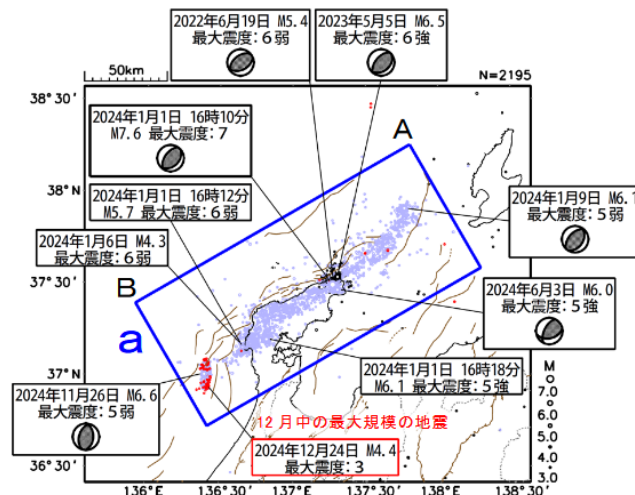 2022年6月19日 M5.4
最大震度：6弱
2023年5月5日 M6.5
最大震度：6強
50km
N=2195
38°30′
2024年1月1日 16時10分
M7.6 最大震度：7
A
38°N
2024年1月1日 16時12分
M5.7 最大震度：6弱
2024年1月9日 M6.1
最大震度：5弱
2024年1月6日 M4.3
最大震度：6弱
37°30′
B
2024年6月3日 M6.0
最大震度：5強
a
2024年1月1日 16時18分
M6.1 最大震度：5強
37°N
2024年11月26日 M6.6
最大震度：5弱
M
7.0
6.0
5.0
4.0
3.0
12月中の最大規模の地震
2024年12月24日 M4.4
最大震度：3
36°30′
136°E
136°30′
137°E
137°30′
138°E
138°30′